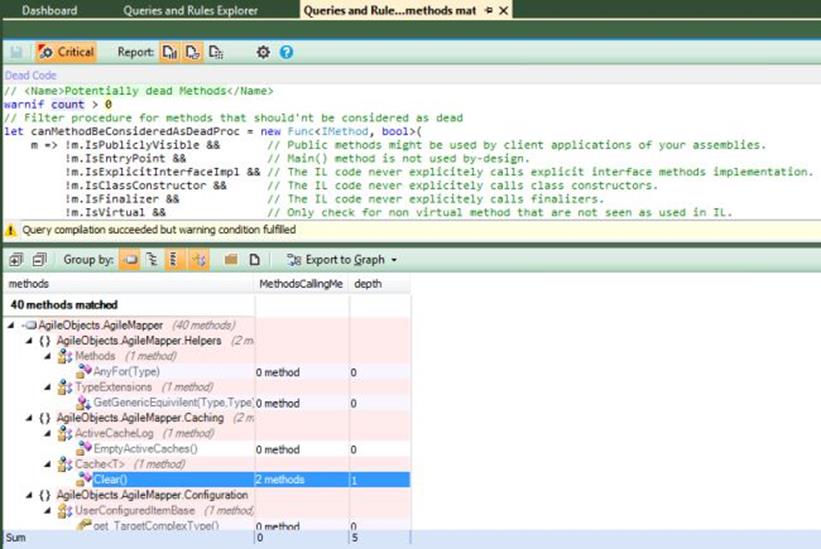 Dashboard Queries and Rules Explorer Queries and Rule...methods mat
Critical Report:
Dead Code
// <Name>Potentially dead Methods</Name>
warnif count > 0
// Filter procedure for methods that should'nt be considered as dead
let canMethodBeConsideredAsDeadProc = new Func<IMethod, bool>(
m => !m.IsPubliclyVisible && // Public methods might be used by client applications of your assemblies.
!m.IsEntryPoint && // Main() method is not used by-design.
!m.IsExplicitInterfaceImpl && // The IL code never explicitely calls explicit interface methods implementation.
!m.IsClassConstructor && // The IL code never explicitely calls class constructors.
!m.IsFinalizer && // The IL code never explicitely calls finalizers.
!m.IsVirtual && // Only check for non virtual method that are not seen as used in IL.
Query compilation succeeded but warning condition fulfilled
Group by: Export to Graph
methods MethodsCallingMe depth
40 methods matched
AgileObjects.AgileMapper (40 methods)
{} AgileObjects.AgileMapper.Helpers (2 m
Methods (1 method)
AnyFor(Type) 0 method 0
TypeExtensions (1 method)
GetGenericEquivilent(Type,Type) 0 method 0
{} AgileObjects.AgileMapper.Caching (2 m
ActiveCacheLog (1 method)
EmptyActiveCaches() 0 method 0
Cache<T> (1 method)
Clear() 2 methods 1
{} AgileObjects.AgileMapper.Configuration
UserConfiguredItemBase (1 method)
get_TargetComplexType() 0 method 0
Sum 0 5